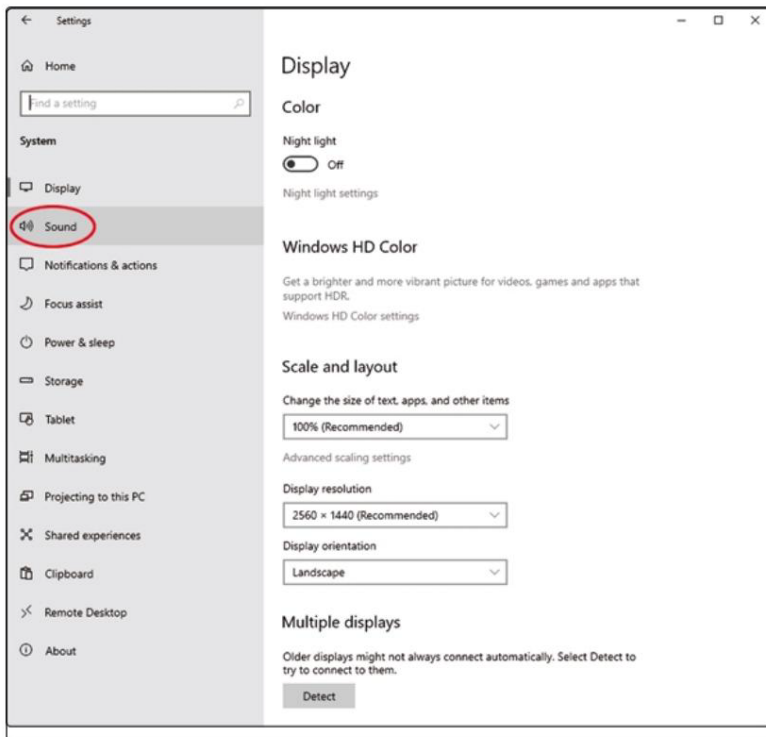 Settings
Home
Find a setting
System
Display
Sound
Notifications & actions
Focus assist
Power & sleep
Storage
Tablet
Multitasking
Projecting to this PC
Shared experiences
Clipboard
Remote Desktop
About
Display
Color
Night light
Off
Night light settings
Windows HD Color
Get a brighter and more vibrant picture for videos, games and apps that
support HDR.
Windows HD Color settings
Scale and layout
Change the size of text, apps, and other items
100% (Recommended)
Advanced scaling settings
Display resolution
2560 × 1440 (Recommended)
Display orientation
Landscape
Multiple displays
Older displays might not always connect automatically. Select Detect to
try to connect to them.
Detect